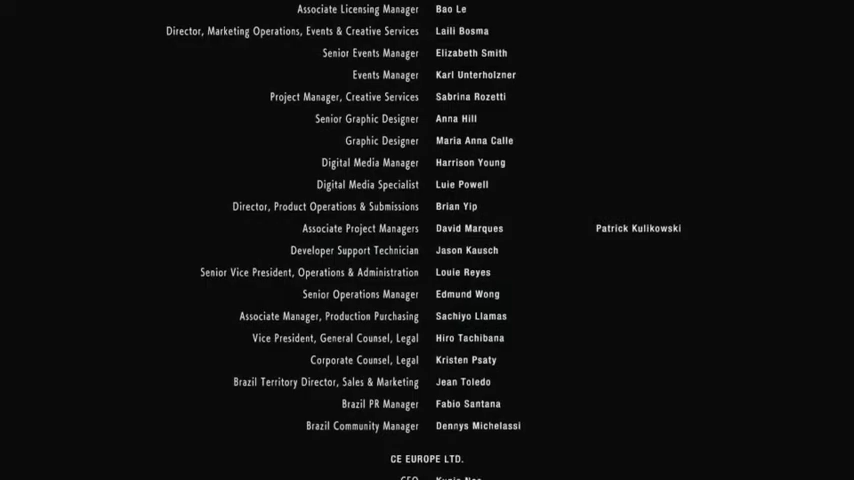 Associate Licensing Manager Bao Le
Director, Marketing Operations, Events & Creative Services Laili Bosma
Senior Events Manager Elizabeth Smith
Events Manager Karl Unterholzner
Project Manager, Creative Services Sabrina Rozetti
Senior Graphic Designer Anna Hill
Graphic Designer Maria Anna Calle
Digital Media Manager Harrison Young
Digital Media Specialist Luie Powell
Director, Product Operations & Submissions Brian Yip
Associate Project Managers David Marques Patrick Kulikowski
Developer Support Technician Jason Kausch
Senior Vice President, Operations & Administration Louie Reyes
Senior Operations Manager Edmund Wong
Associate Manager, Production Purchasing Sachiyo Llamas
Vice President, General Counsel, Legal Hiro Tachibana
Corporate Counsel, Legal Kristen Psaty
Brazil Territory Director, Sales & Marketing Jean Toledo
Brazil PR Manager Fabio Santana
Brazil Community Manager Dennys Michelassi
CE EUROPE LTD.
CEO